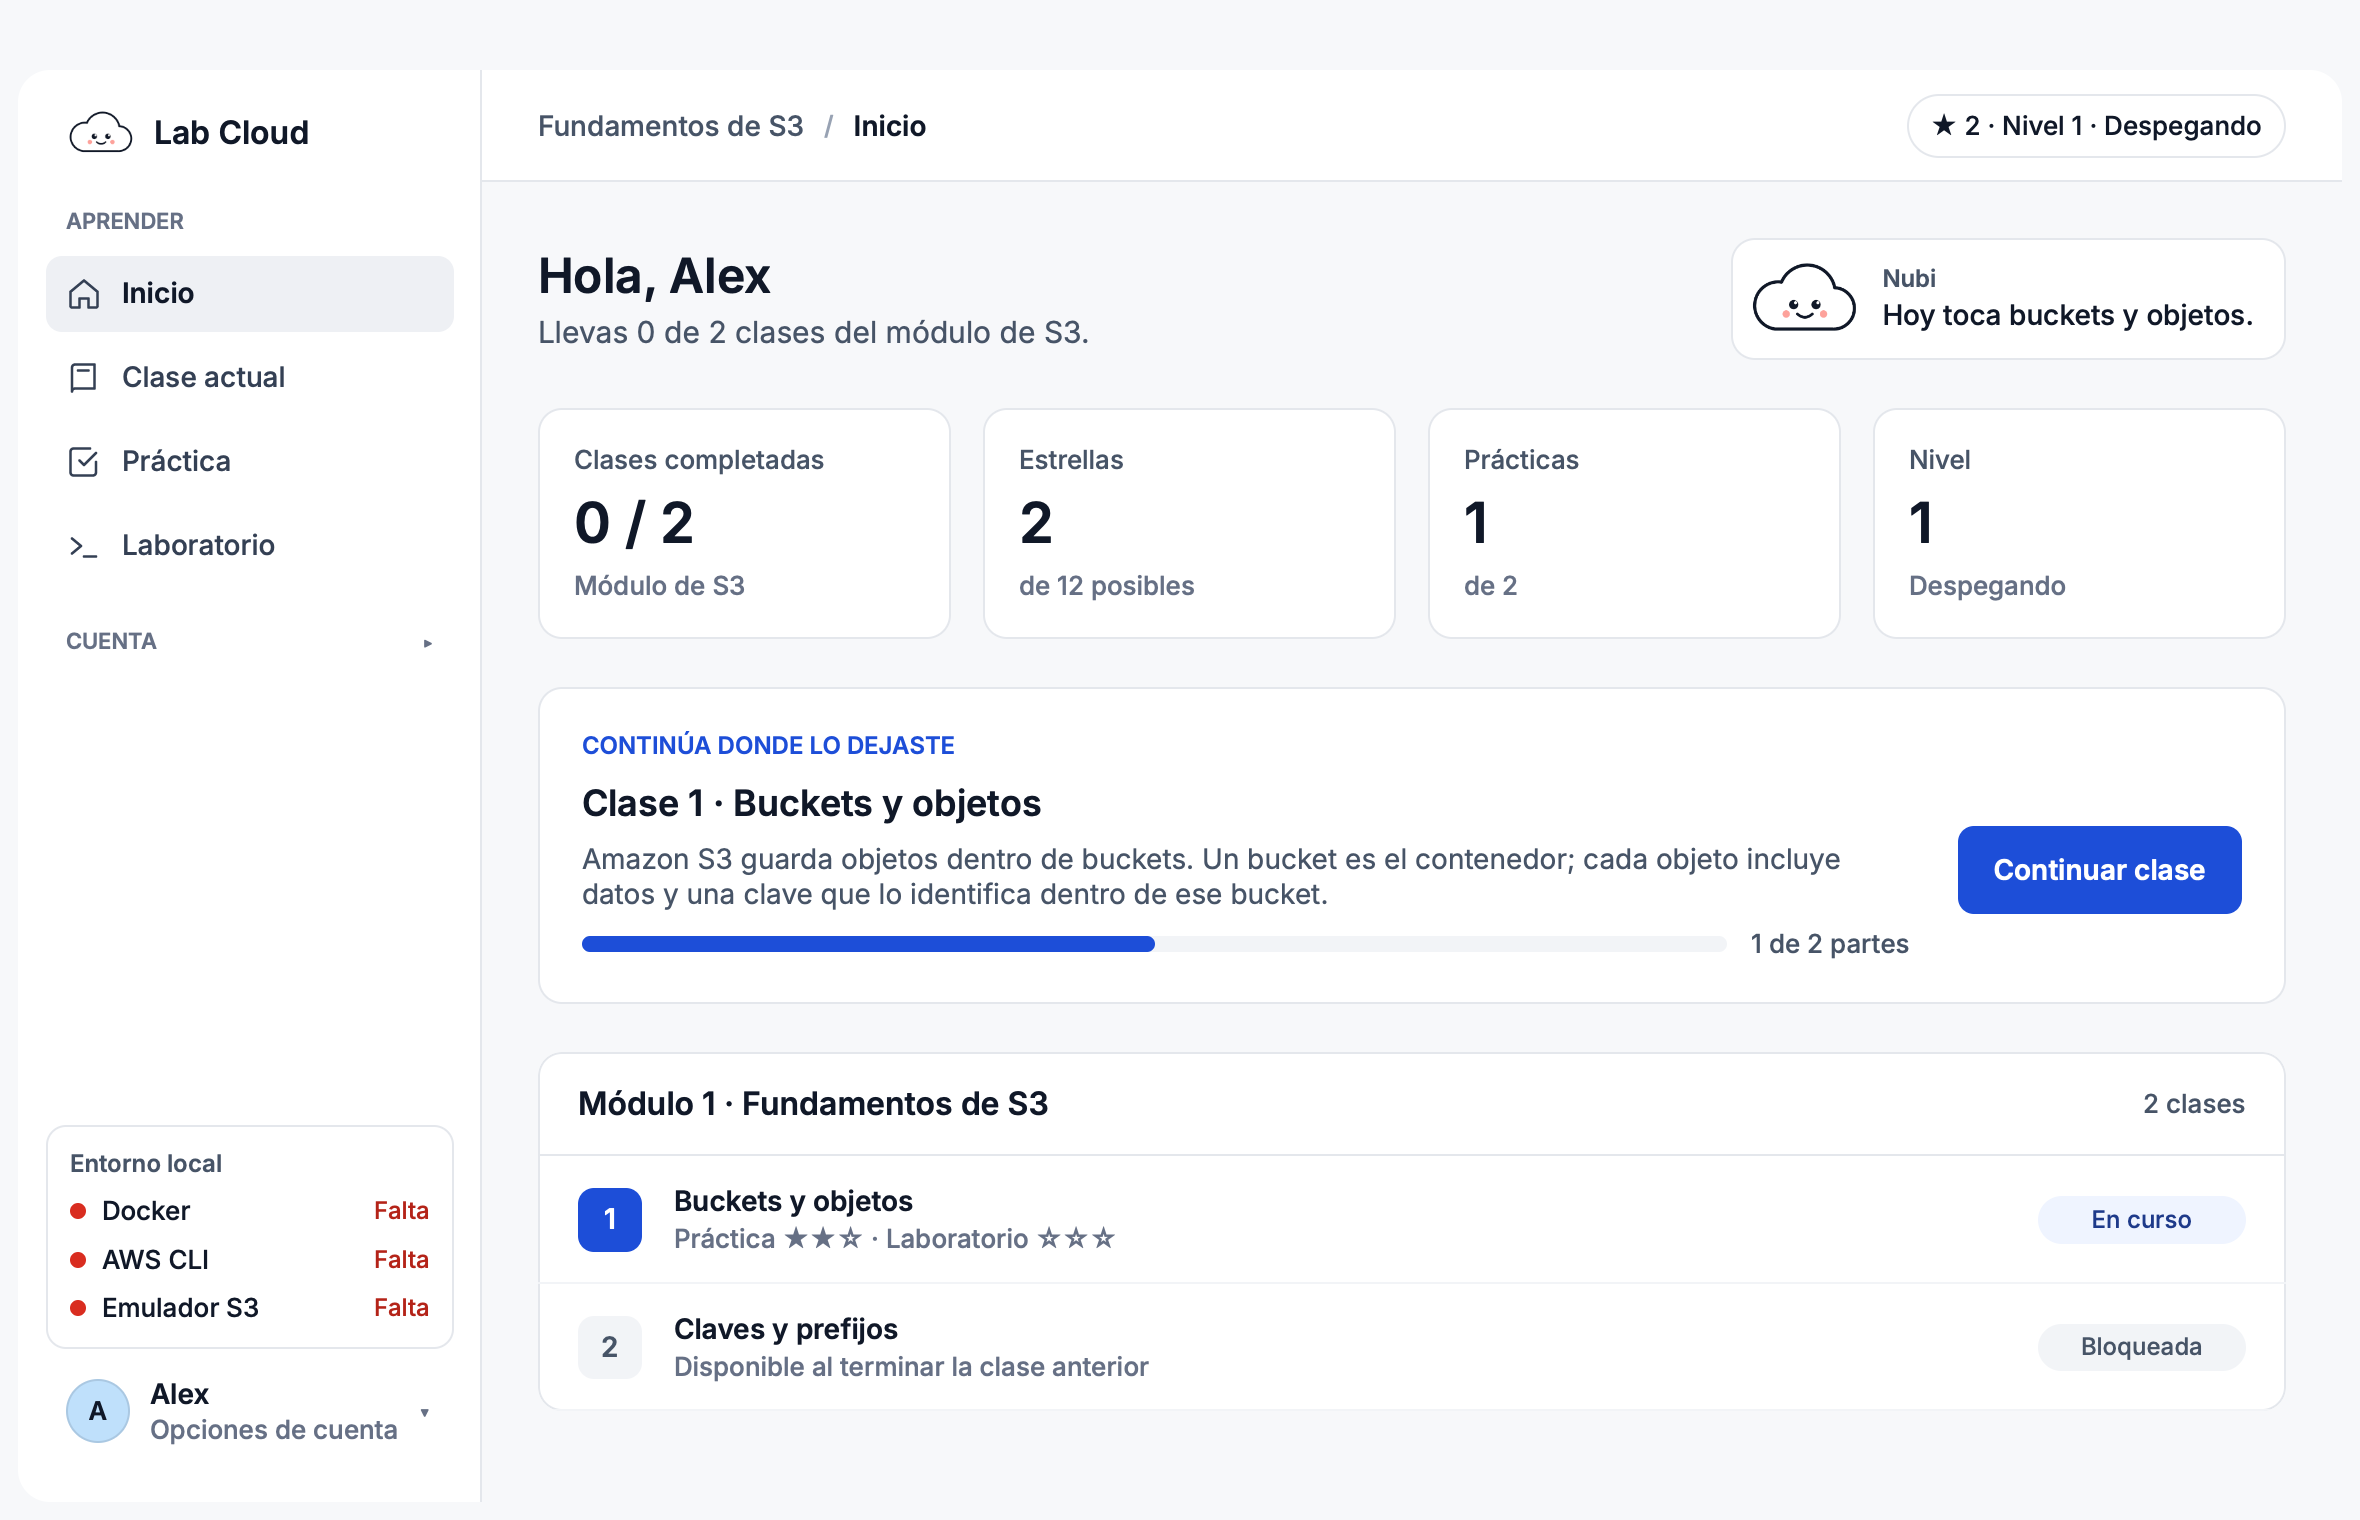 Lab Cloud
APRENDER
Inicio
Clase actual
Práctica
Laboratorio
CUENTA
Entorno local
Docker Falta
AWS CLI Falta
Emulador S3 Falta
A
Alex
Opciones de cuenta
Fundamentos de S3 / Inicio
★ 2 · Nivel 1 · Despegando
Hola, Alex
Llevas 0 de 2 clases del módulo de S3.
Nubi
Hoy toca buckets y objetos.
Clases completadas
0 / 2
Módulo de S3
Estrellas
2
de 12 posibles
Prácticas
1
de 2
Nivel
1
Despegando
CONTINÚA DONDE LO DEJASTE
Clase 1 · Buckets y objetos
Amazon S3 guarda objetos dentro de buckets. Un bucket es el contenedor; cada objeto incluye
datos y una clave que lo identifica dentro de ese bucket.
1 de 2 partes
Continuar clase
Módulo 1 · Fundamentos de S3
2 clases
1
Buckets y objetos
Práctica ★★☆ · Laboratorio ☆☆☆
En curso
2
Claves y prefijos
Disponible al terminar la clase anterior
Bloqueada